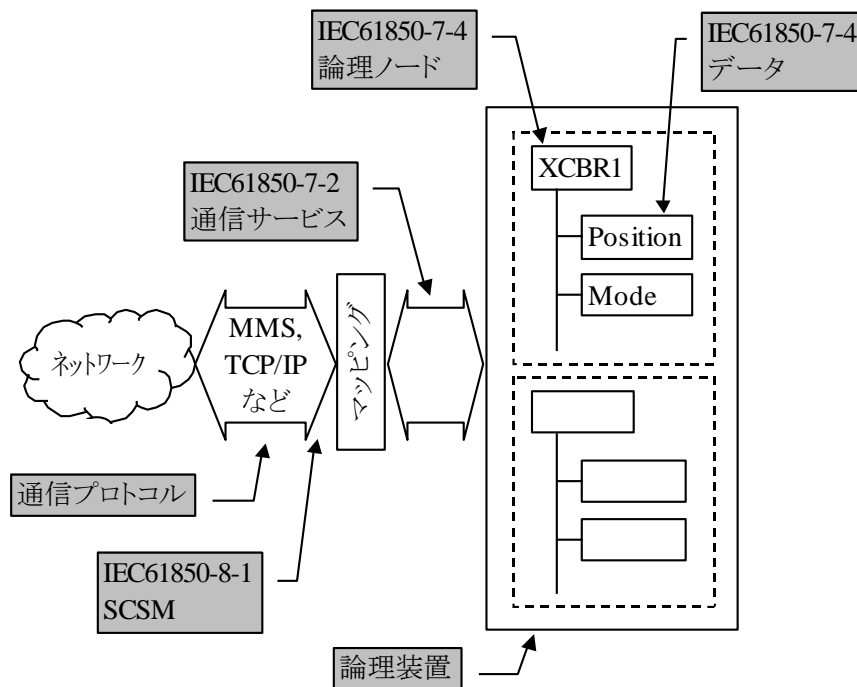 IEC61850-7-4
論理ノード
IEC61850-7-4
データ
XCBR1
IEC61850-7-2
通信サービス
Position
Mode
マッピング
MMS,
TCP/IP
など
ネットワーク
通信プロトコル
IEC61850-8-1
SCSM
論理装置